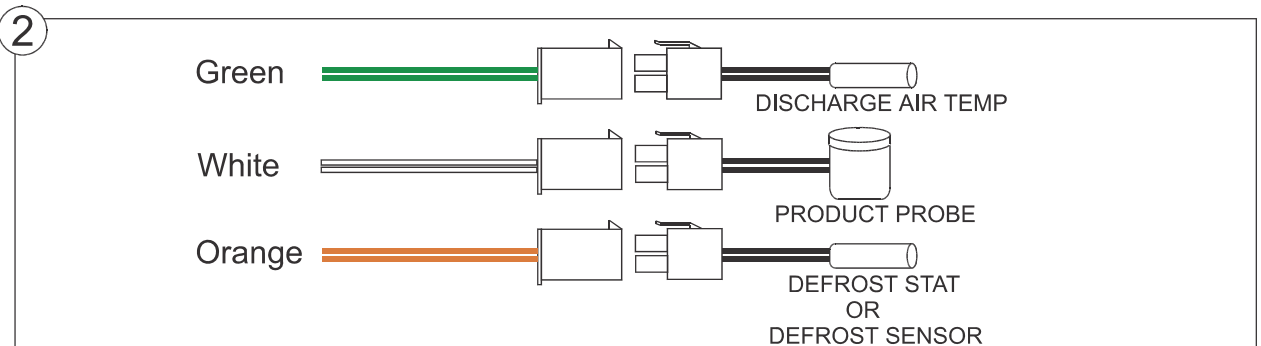 2
Green
DISCHARGE AIR TEMP
White
PRODUCT PROBE
Orange
DEFROST STAT
OR
DEFROST SENSOR